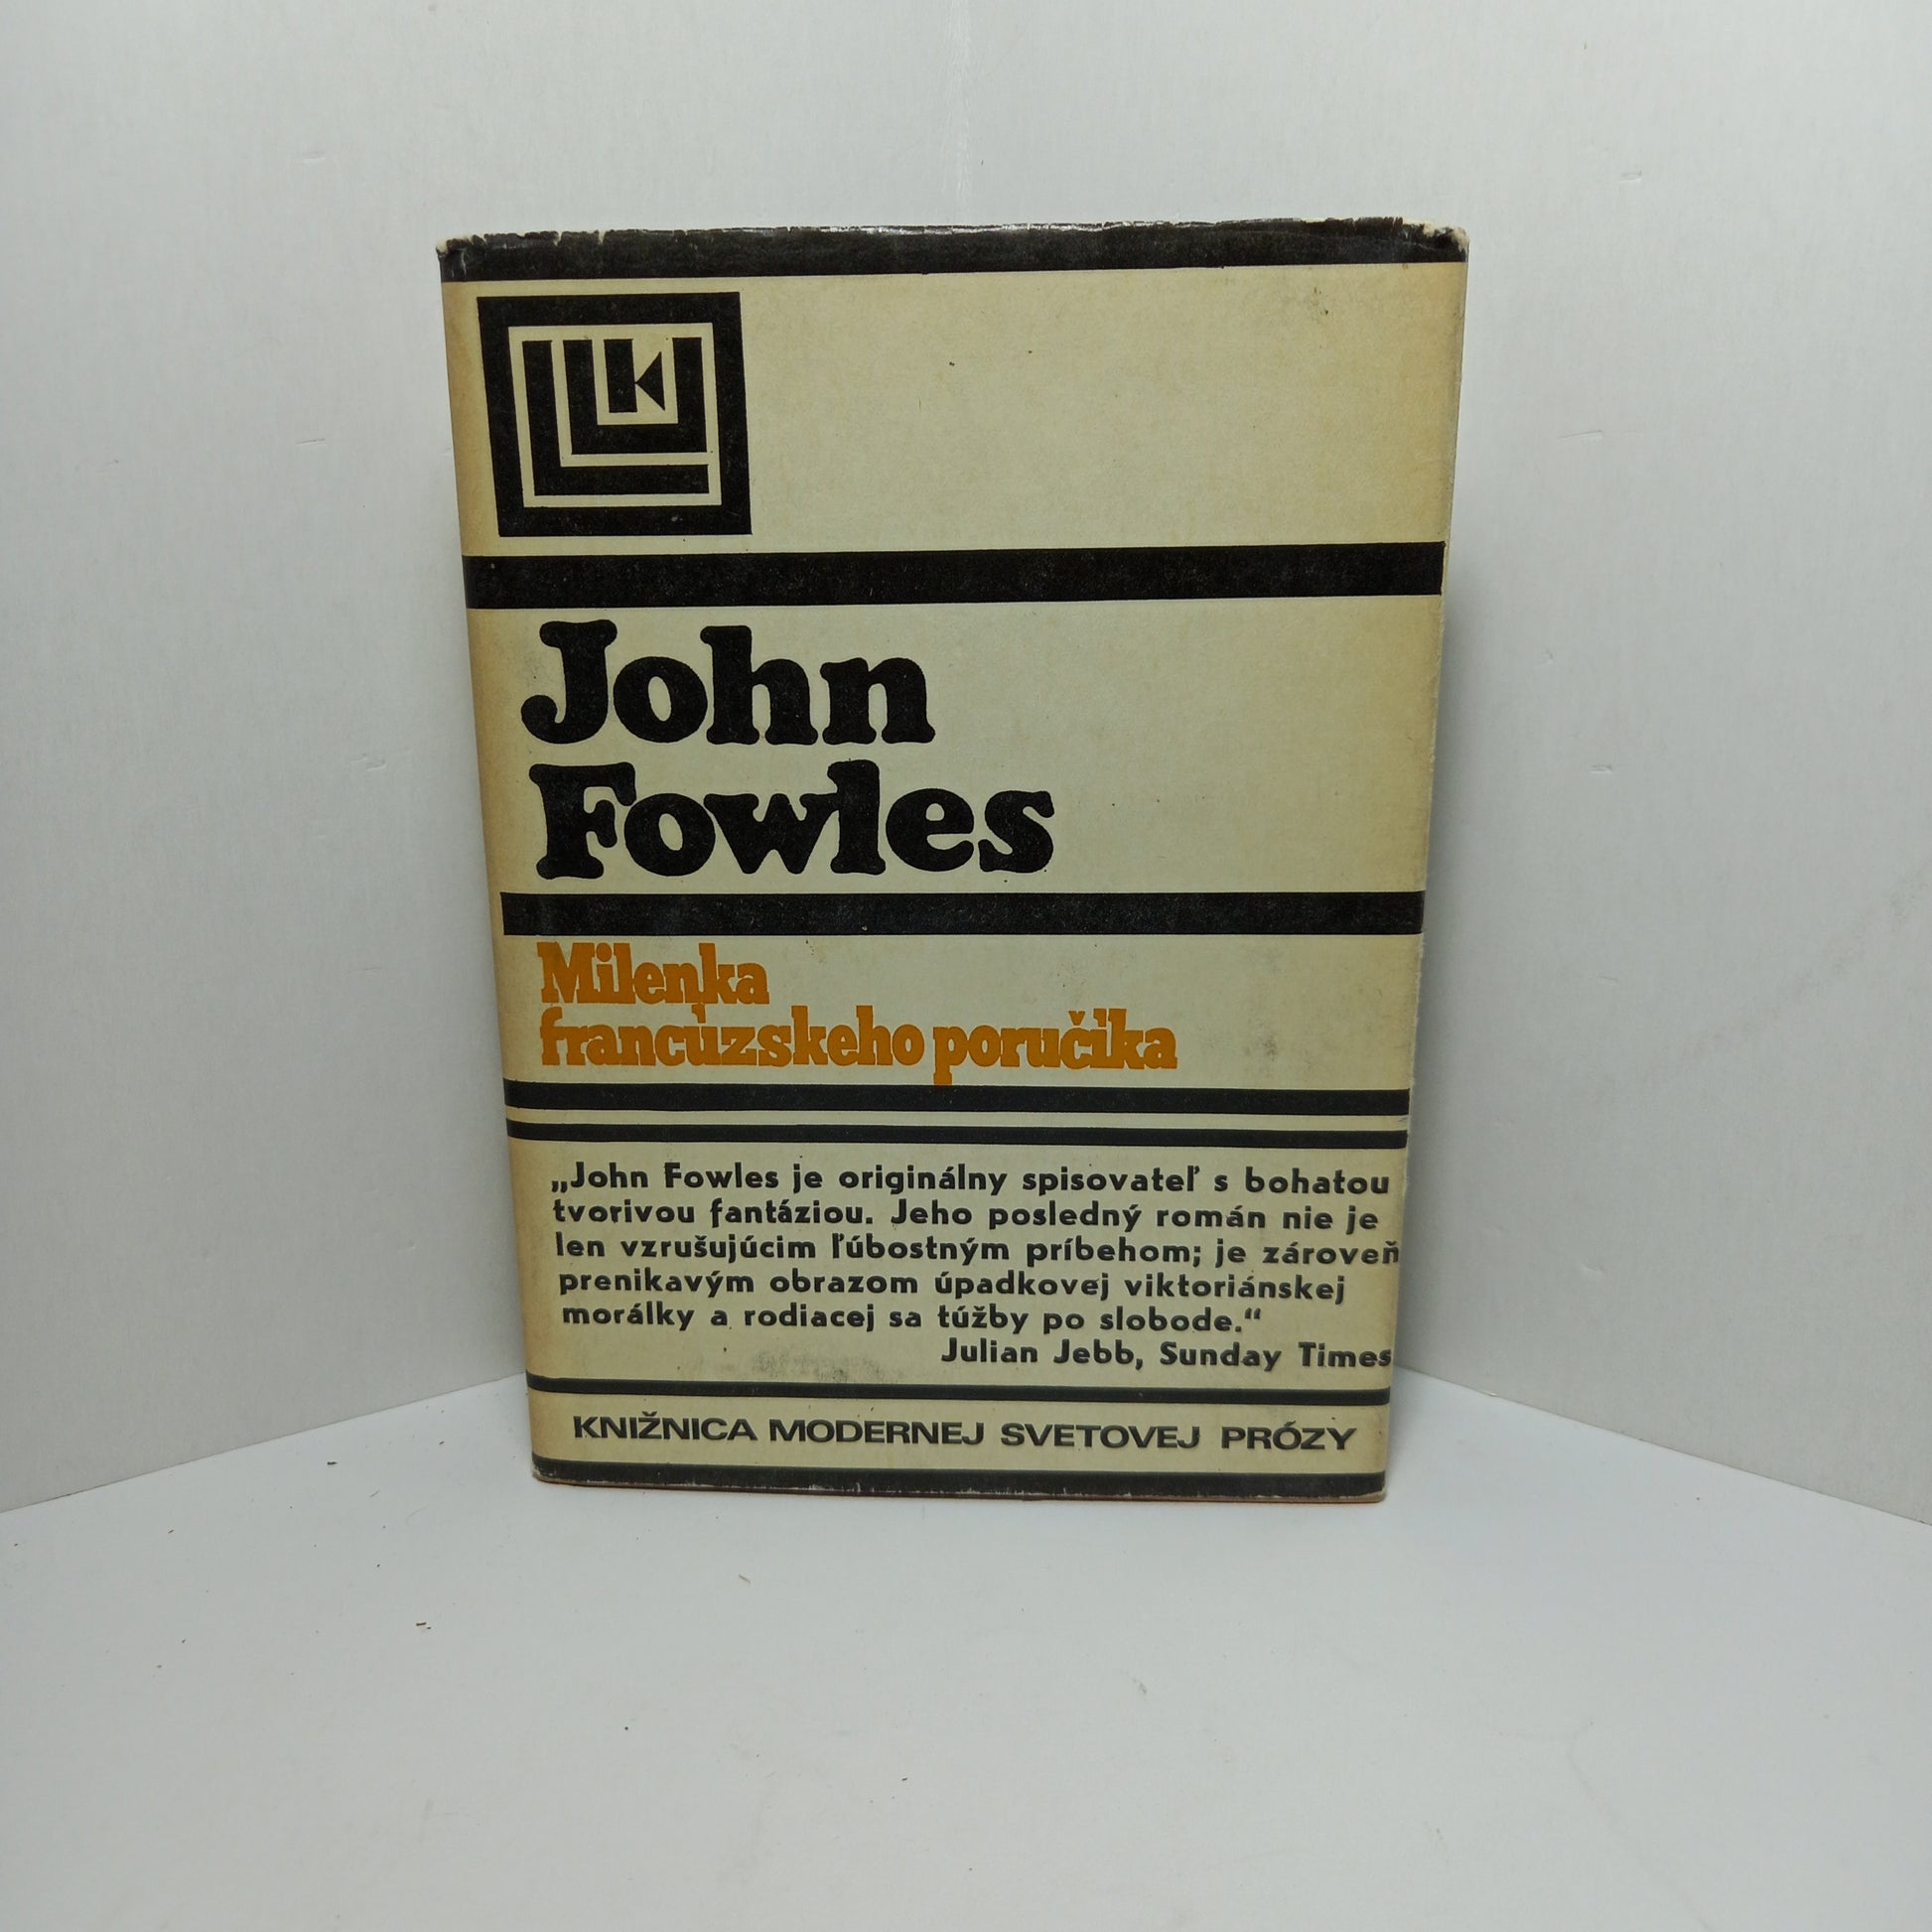 K
John
Fowles
Milenka
francúzskeho poručíka
„John Fowles je originálny spisovateľ s bohatou
tvorivou fantáziou. Jeho posledný román nie je
len vzrušujúcim ľúbostným príbehom; je zároveň
prenikavým obrazom úpadkovej viktoriánskej
morálky a rodiacej sa túžby po slobode.“
Julian Jebb, Sunday Times
KNIŽNICA MODERNEJ SVETOVEJ PRÓZY